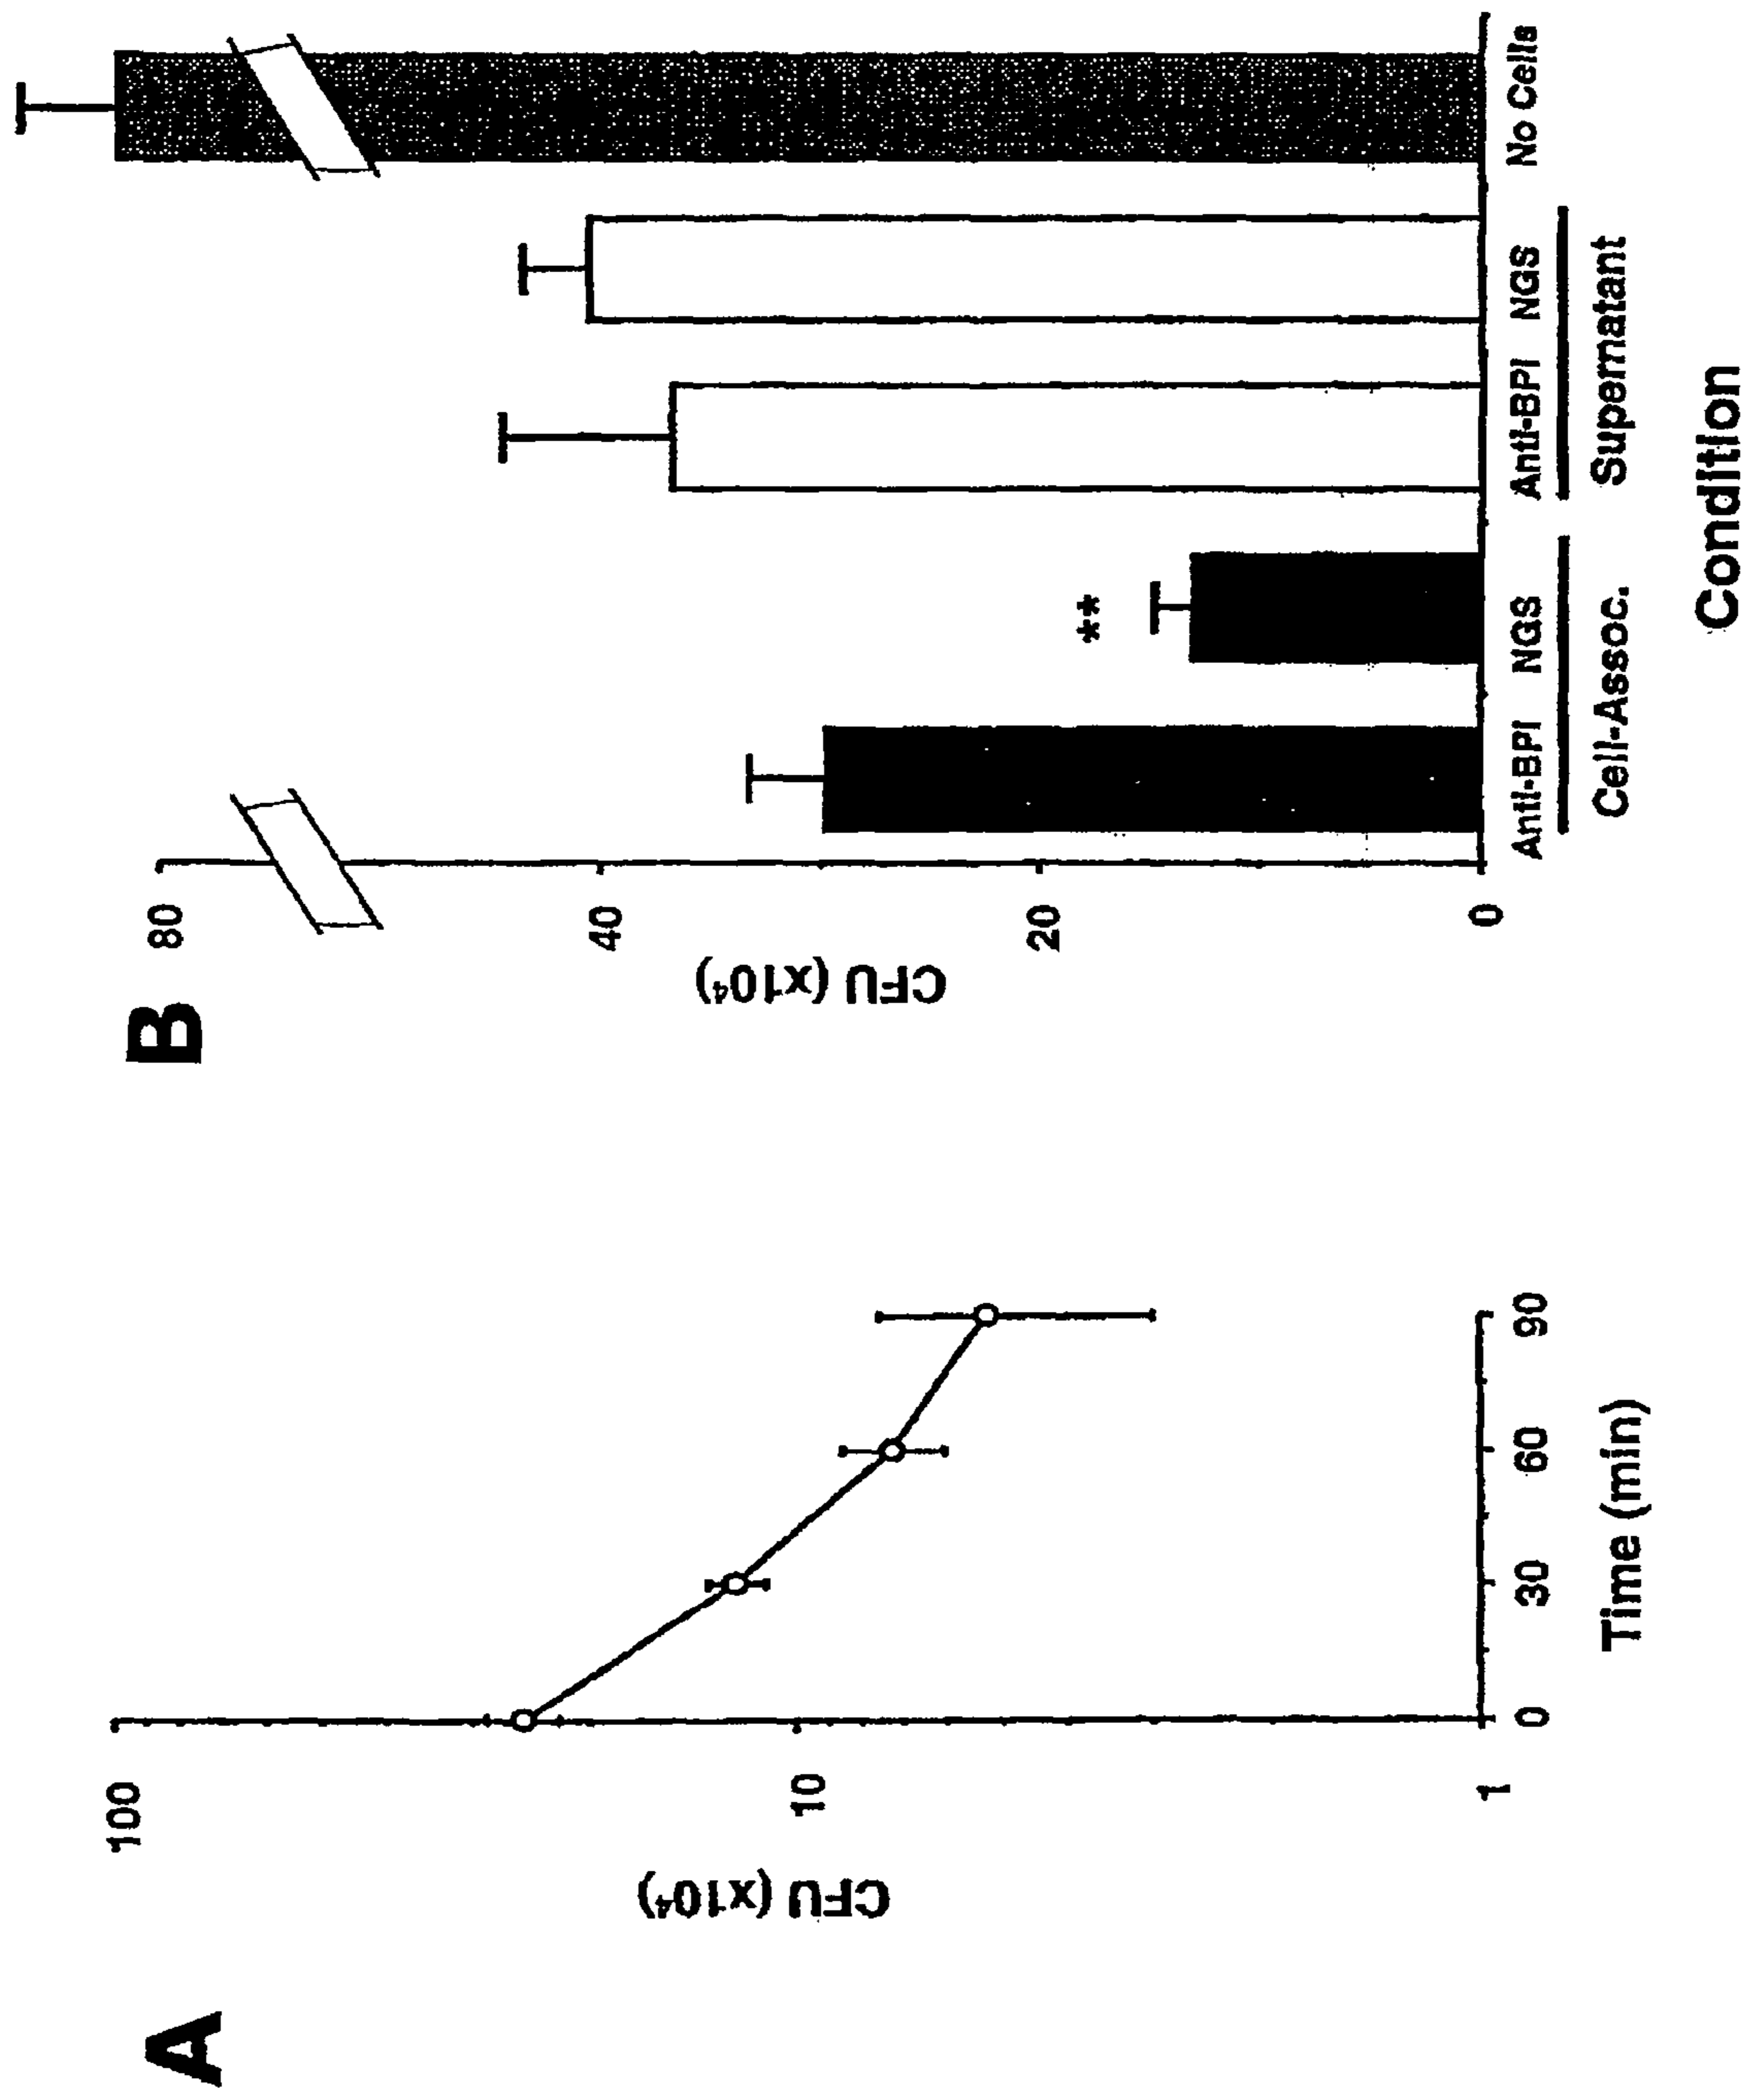 A
CFU (x10⁴)
100
10
1
0 30 60 90
Time (min)
B
CFU (x10⁴)
80
40
20
0
**
Anti-BPI NGS Anti-BPI NGS No Cells
Cell-Assoc. Supernatant
Condition